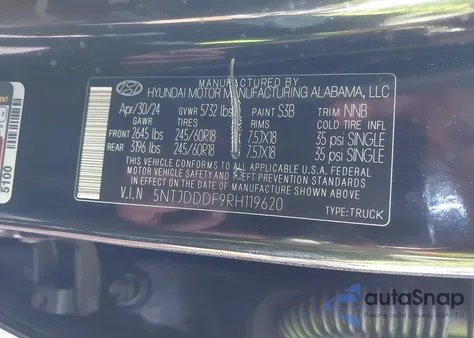 MANUFACTURED BY
HYUNDAI MOTOR MANUFACTURING ALABAMA, LLC
Apr/30/24 GVWR 5732 lbs PAINT S3B TRIM NNB
GAWR TIRES RIMS COLD TIRE INFL
FRONT 2645 lbs 245/60R18 7.5JX18 35 psi SINGLE
REAR 3196 lbs 245/60R18 7.5JX18 35 psi SINGLE
THIS VEHICLE CONFORMS TO ALL APPLICABLE U.S.A. FEDERAL
MOTOR VEHICLE SAFETY AND THEFT PREVENTION
STANDARDS IN EFFECT ON THE DATE OF MANUFACTURE
SHOWN ABOVE.
V.I.N 5NTJDDDF9RH119620
TYPE:TRUCK
5100
autoSnap